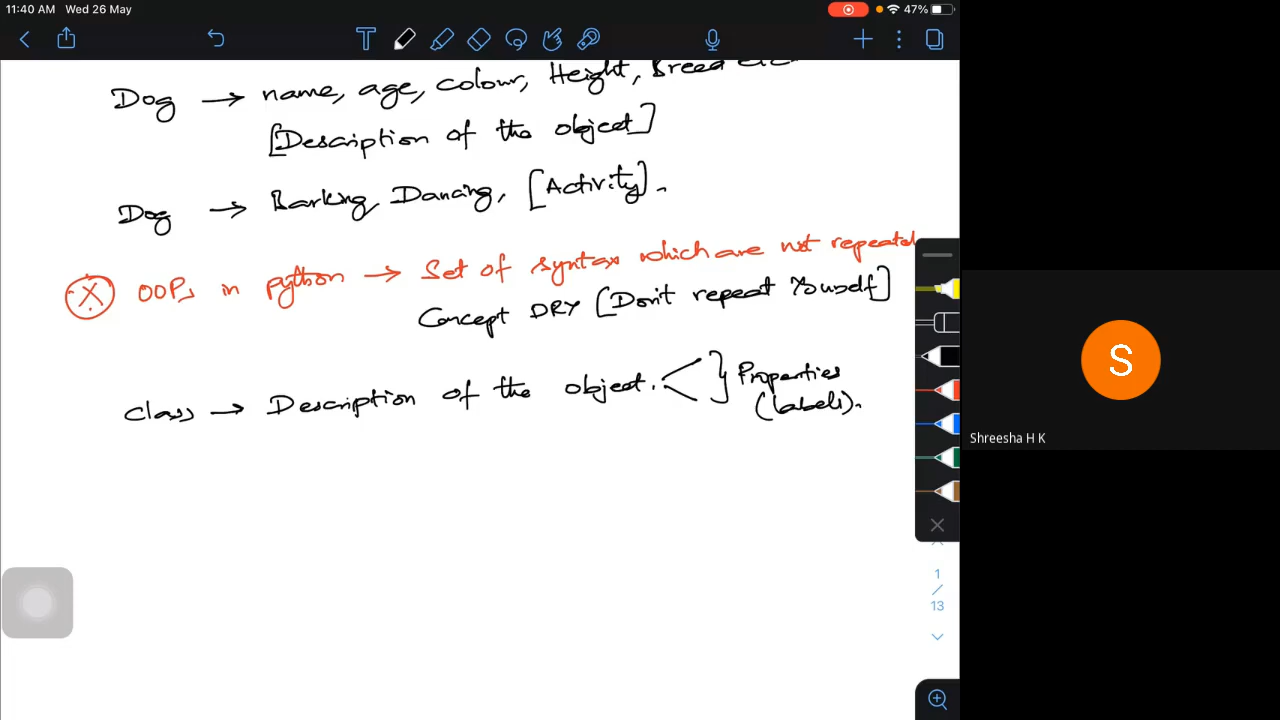 11:40 AM Wed 26 May
47%
Dog → name, age, colour, Height, Breed etc
[Description of the object]
Dog → Barking, Dancing, [Activity].
X OOPs in python → Set of syntax which are not repeated
Concept DRY [Don't repeat Yourself]
class → Description of the object. } Properties
(labels).
1
/
13
S
Shreesha H K